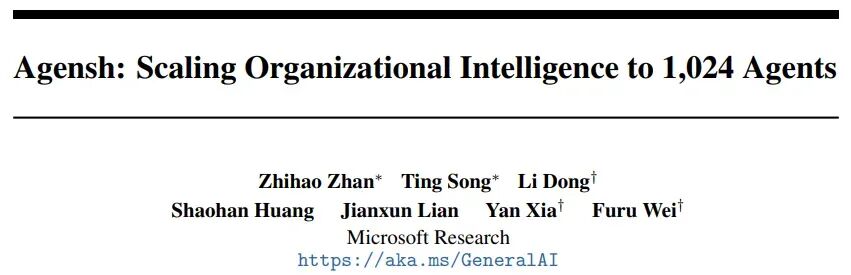 Agensh: Scaling Organizational Intelligence to 1,024 Agents
Zhihao Zhan* Ting Song* Li Dong†
Shaohan Huang Jianxun Lian Yan Xia† Furu Wei†
Microsoft Research
https://aka.ms/GeneralAI